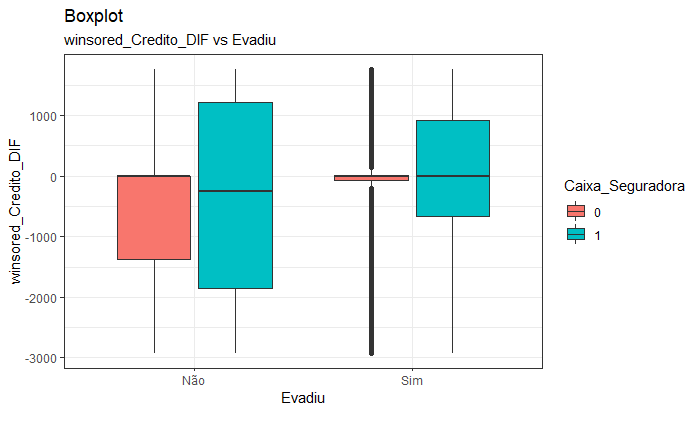 Boxplot
winsored_Credito_DIF vs Evadiu
winsored_Credito_DIF
1000
0
-1000
-2000
-3000
Não
Sim
Evadiu
Caixa_Seguradora
0
1